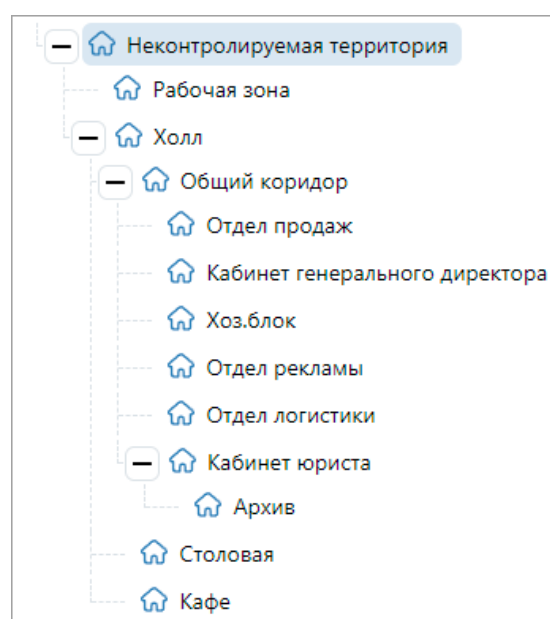 Неконтролируемая территория
Рабочая зона
Холл
Общий коридор
Отдел продаж
Кабинет генерального директора
Хоз.блок
Отдел рекламы
Отдел логистики
Кабинет юриста
Архив
Столовая
Кафе